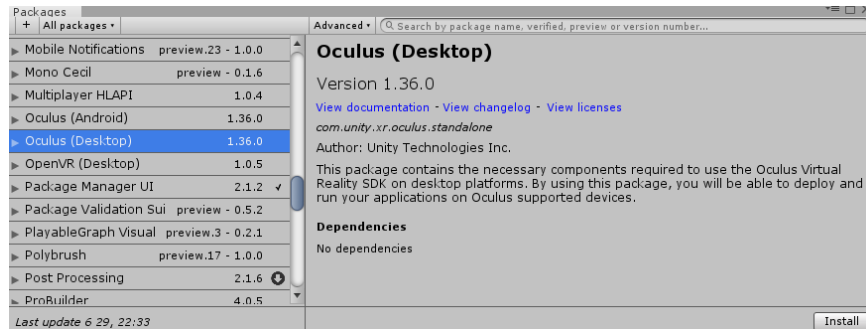 Packages
+ All packages
Advanced
Search by package name, verified, preview or version number...
Mobile Notifications preview.23 - 1.0.0
Mono Cecil preview - 0.1.6
Multiplayer HLAPI 1.0.4
Oculus (Android) 1.36.0
Oculus (Desktop) 1.36.0
OpenVR (Desktop) 1.0.5
Package Manager UI 2.1.2
Package Validation Sui preview - 0.5.2
PlayableGraph Visual preview.3 - 0.2.1
Polybrush preview.17 - 1.0.0
Post Processing 2.1.6
ProBuilder 4.0.5
Last update 6 29, 22:33
Oculus (Desktop)
Version 1.36.0
View documentation - View changelog - View licenses
com.unity.xr.oculus.standalone
Author: Unity Technologies Inc.
This package contains the necessary components required to use the Oculus Virtual
Reality SDK on desktop platforms. By using this package, you will be able to deploy and
run your applications on Oculus supported devices.
Dependencies
No dependencies
Install